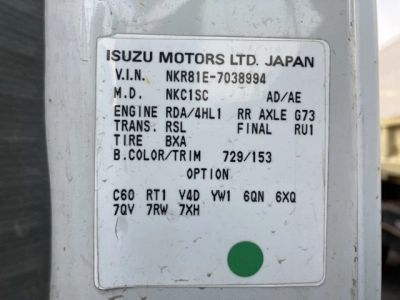 ISUZU MOTORS LTD. JAPAN
V.I.N. NKR81E-7038994
M.D. NKC1SC AD/AE
ENGINE RDA/4HL1 RR AXLE G73
TRANS. RSL FINAL RU1
TIRE BXA
B.COLOR/TRIM 729/153
OPTION
C60 RT1 V4D YW1 6QN 6XQ
7QV 7RW 7XH